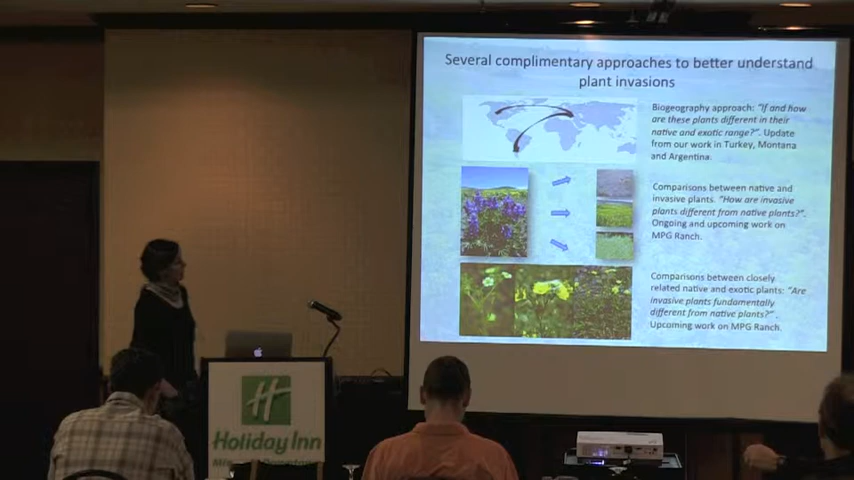 Several complimentary approaches to better understand
plant invasions
Biogeography approach: "If and how
are these plants different in their
native and exotic range?". Update
from our work in Turkey, Montana
and Argentina.
Comparisons between native and
invasive plants. "How are invasive
plants different from native plants?".
Ongoing and upcoming work on
MPG Ranch.
Comparisons between closely
related native and exotic plants: "Are
invasive plants fundamentally
different from native plants?" .
Upcoming work on MPG Ranch.
H
Holiday Inn